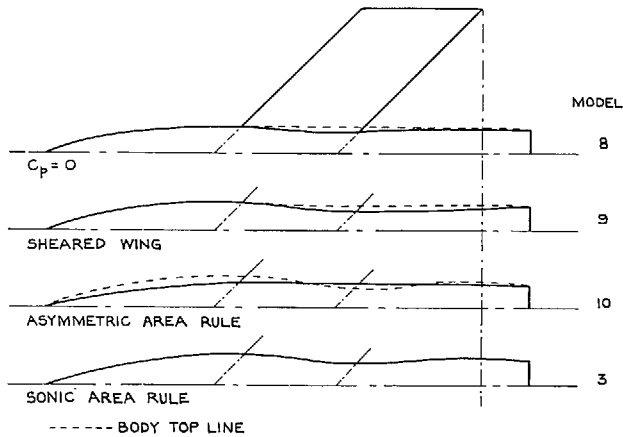 MODEL
8
Cp = 0
9
SHEARED WING
10
ASYMMETRIC AREA RULE
3
SONIC AREA RULE
------ BODY TOP LINE